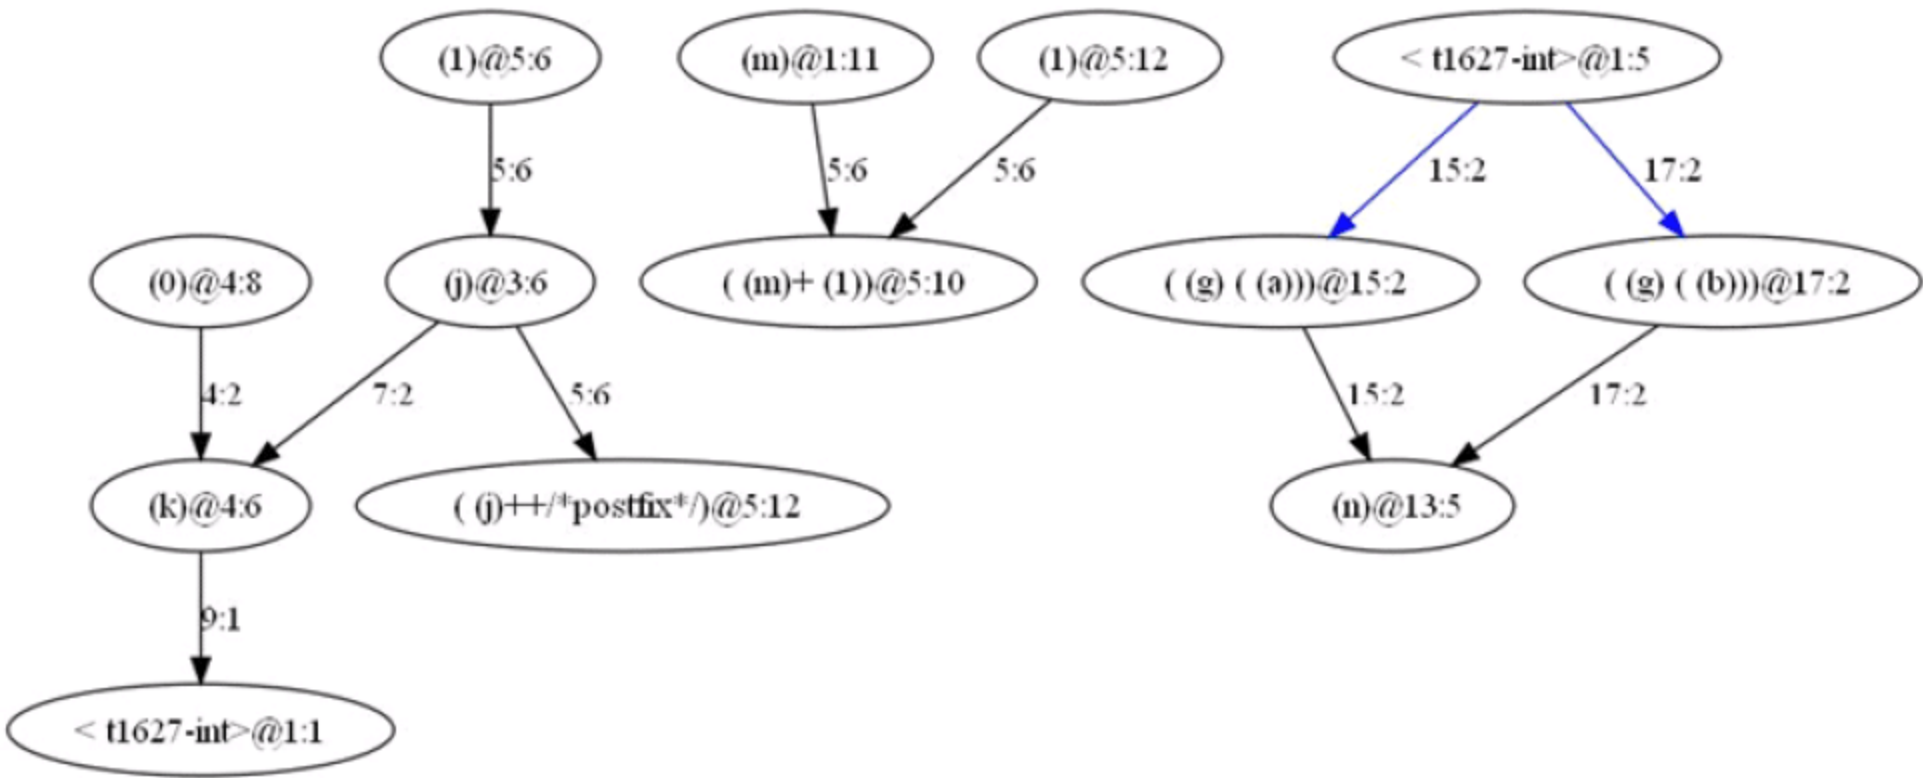 (1)@5:6 (m)@1:11 (1)@5:12 < t1627-int>@1:5
5:6 5:6 5:6 15:2 17:2
(0)@4:8 (j)@3:6 ( (m)+ (1))@5:10 ( (g) ( (a)))@15:2 ( (g) ( (b)))@17:2
4:2 7:2 5:6 15:2 17:2
(k)@4:6 ( (j)++/*postfix*/)@5:12 (n)@13:5
9:1
< t1627-int>@1:1